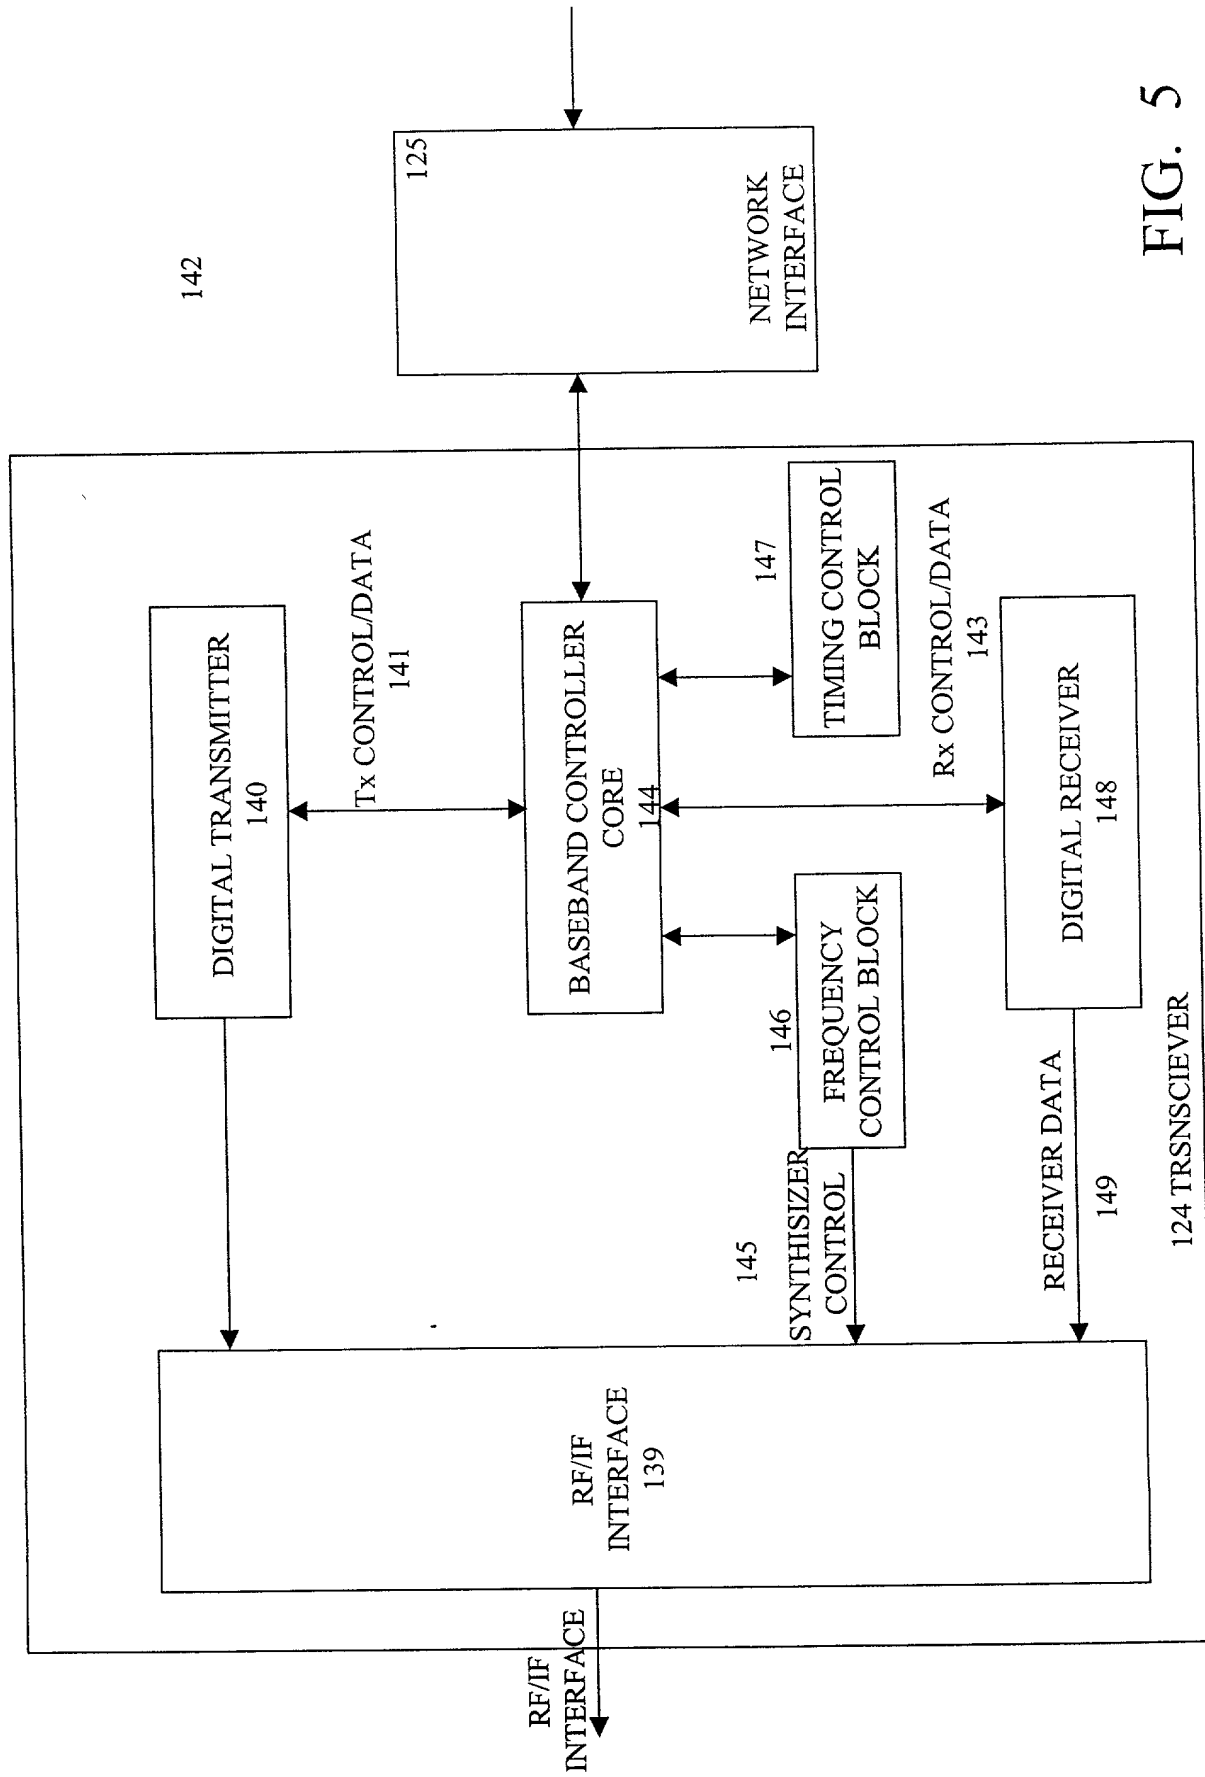 142
125
NETWORK
INTERFACE
DIGITAL TRANSMITTER
140
Tx CONTROL/DATA
141
BASEBAND CONTROLLER
CORE
144
147
TIMING CONTROL
BLOCK
146
FREQUENCY
CONTROL BLOCK
Rx CONTROL/DATA
143
DIGITAL RECEIVER
148
145
SYNTHISIZER
CONTROL
RECEIVER DATA
149
RF/IF
INTERFACE
139
RF/IF
INTERFACE
124 TRSNSCIEVER
FIG. 5